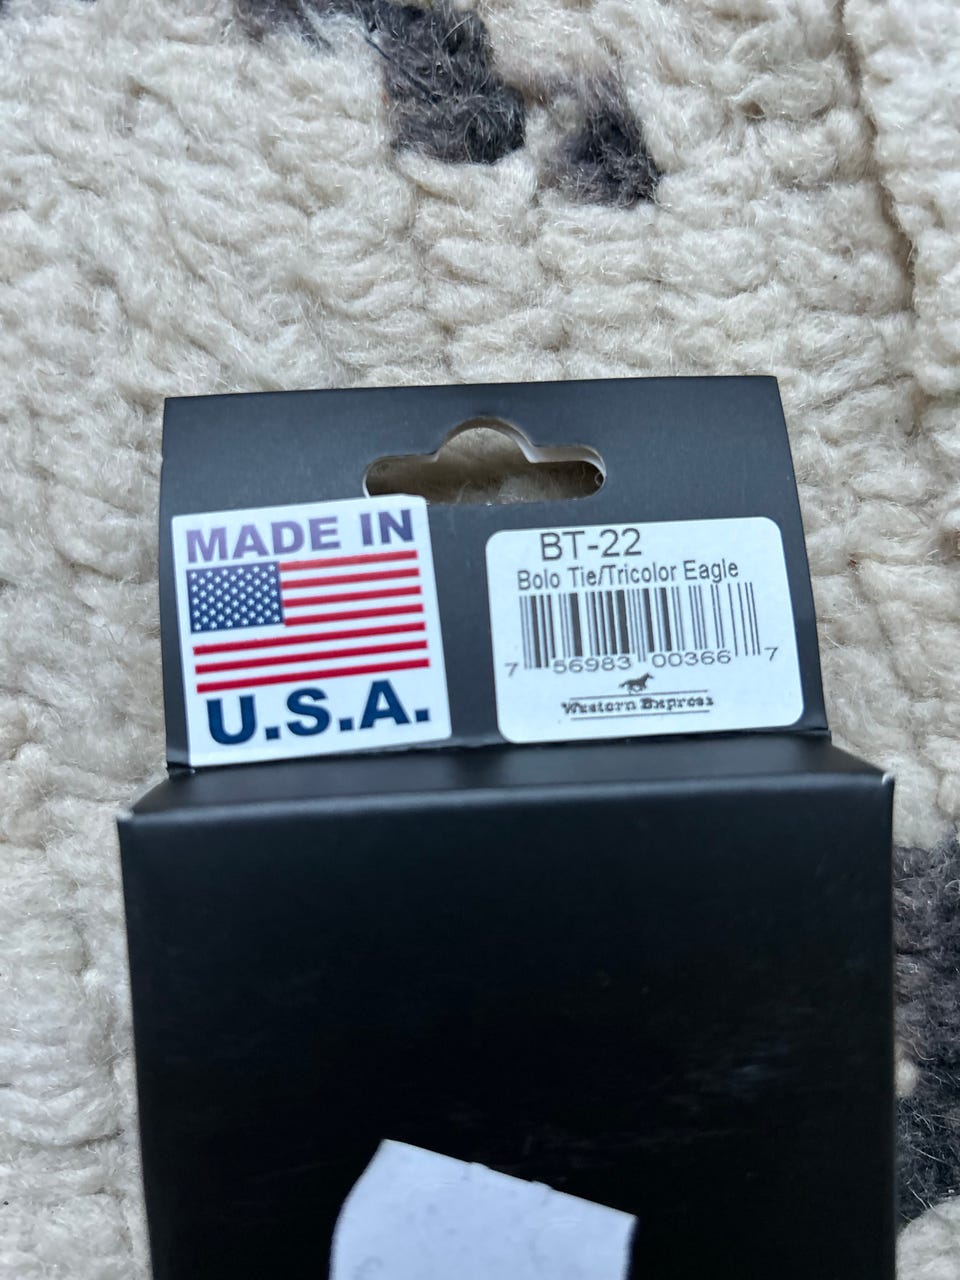 MADE IN
U.S.A.
BT-22
Bolo Tie/Tricolor Eagle
7 56983 00366 7
Western Express